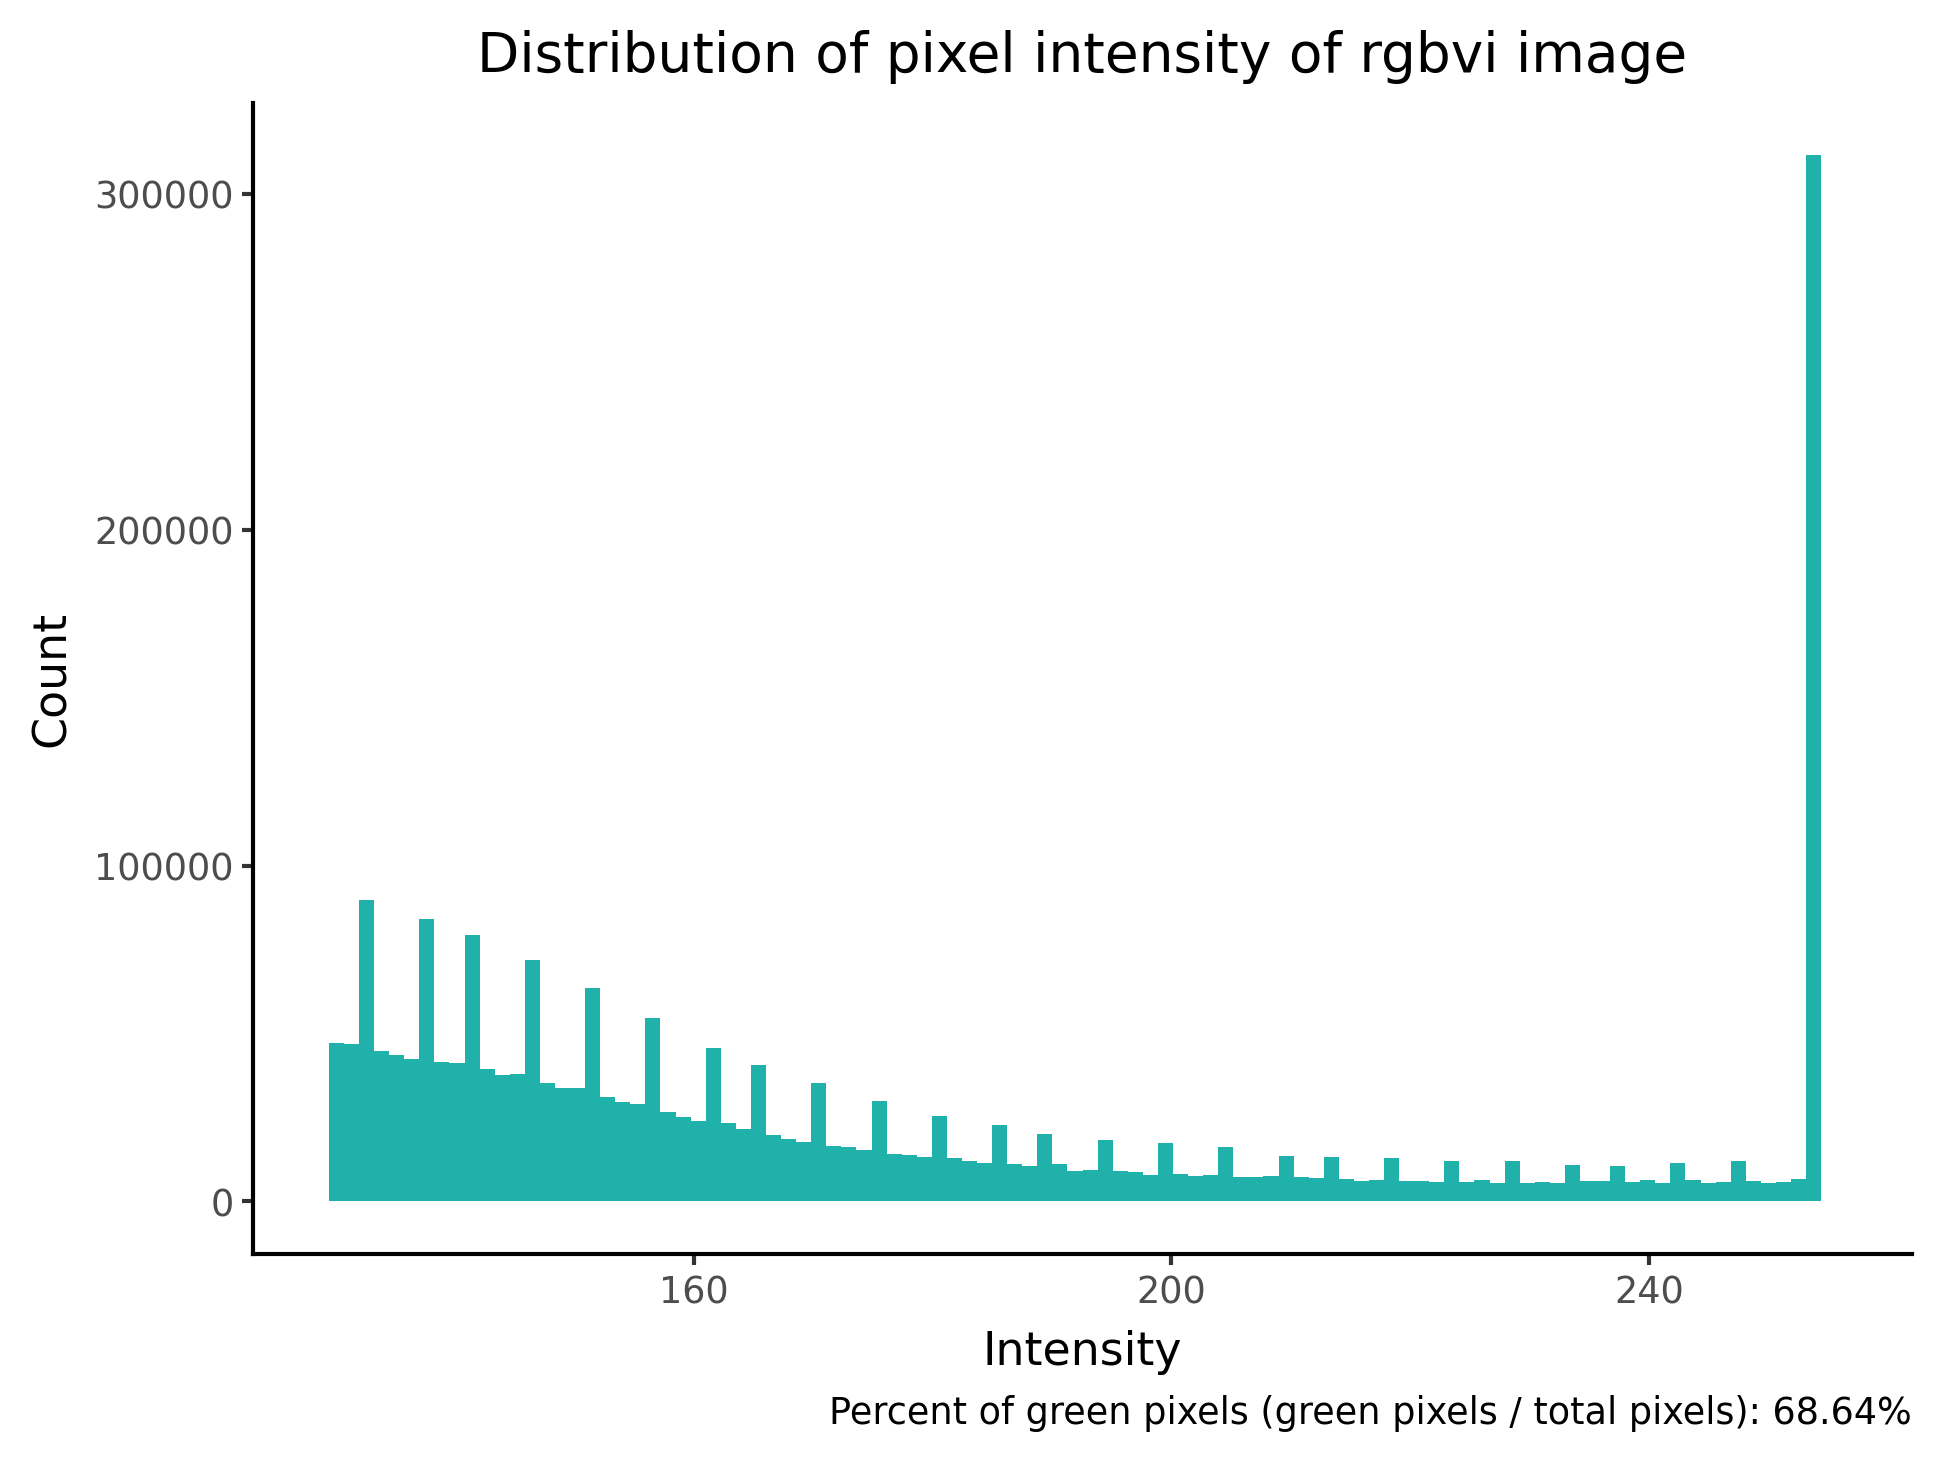 Distribution of pixel intensity of rgbvi image
300000
200000
100000
0
Count
160
200
240
Intensity
Percent of green pixels (green pixels / total pixels): 68.64%